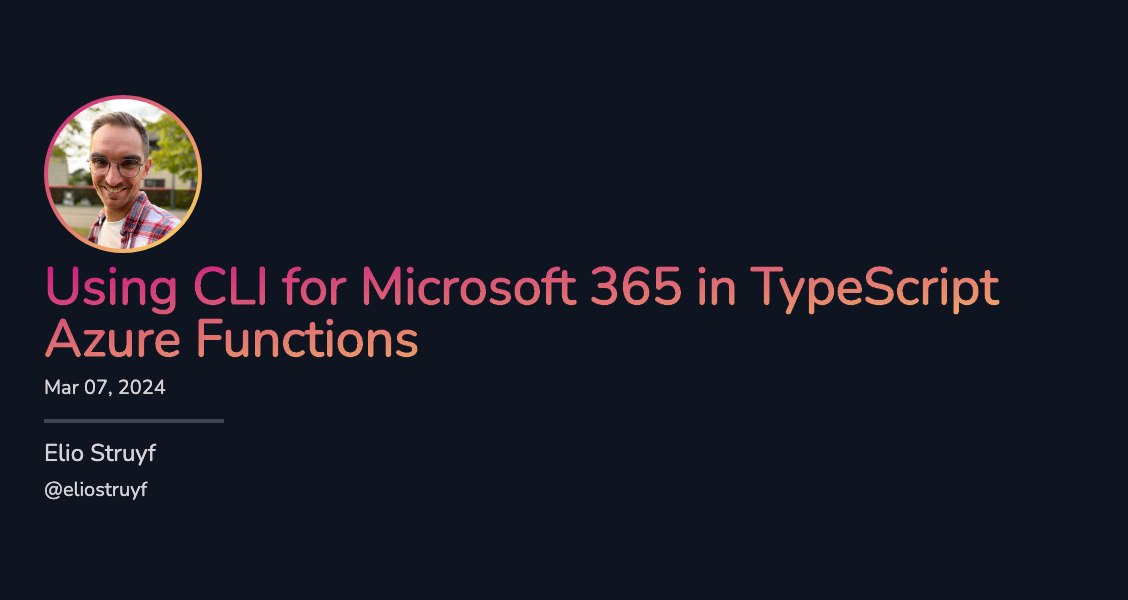 Using CLI for Microsoft 365 in TypeScript
Azure Functions
Mar 07, 2024
Elio Struyf
@eliostruyf